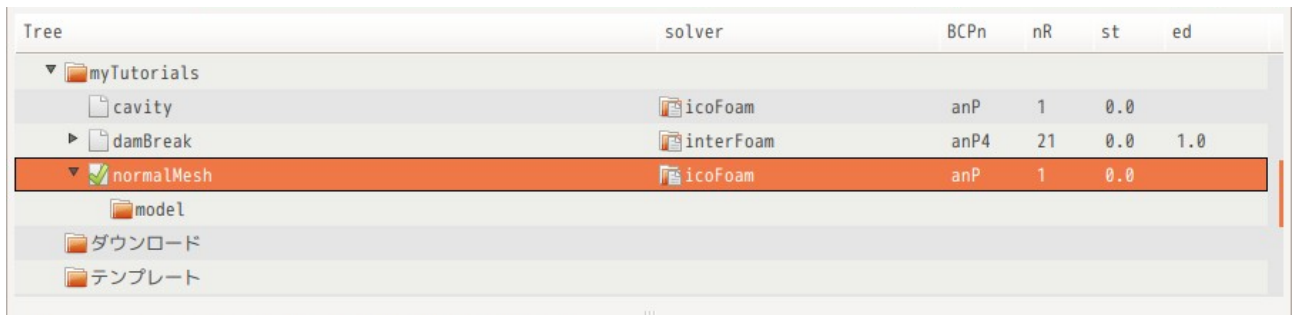 Tree solver BCPn nR st ed
myTutorials
cavity icoFoam anP 1 0.0
damBreak interFoam anP4 21 0.0 1.0
normalMesh icoFoam anP 1 0.0
model
ダウンロード
テンプレート